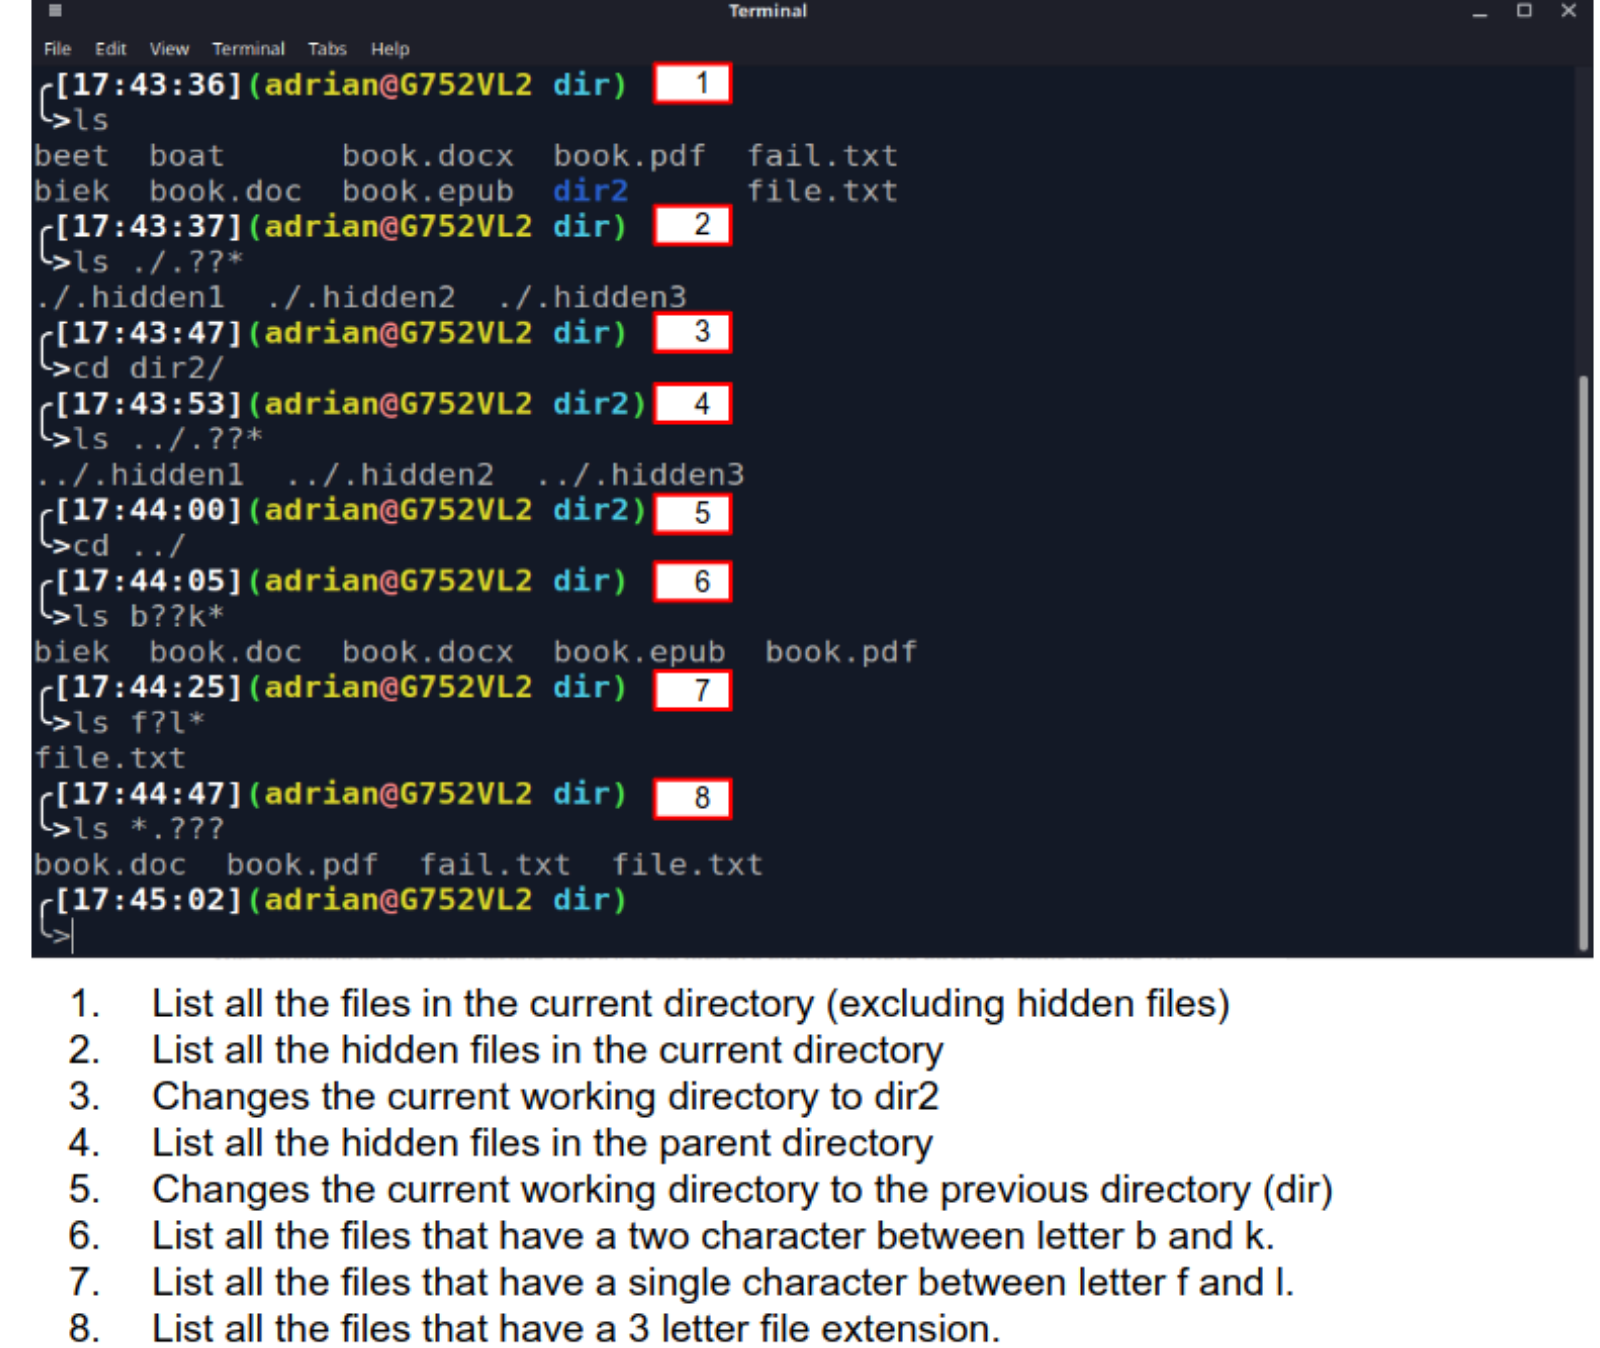 Terminal
File Edit View Terminal Tabs Help
[17:43:36](adrian@G752VL2 dir) 1
>ls
beet boat book.docx book.pdf fail.txt
biek book.doc book.epub dir2 file.txt
[17:43:37](adrian@G752VL2 dir) 2
>ls ./.??*
./.hidden1 ./.hidden2 ./.hidden3
[17:43:47](adrian@G752VL2 dir) 3
>cd dir2/
[17:43:53](adrian@G752VL2 dir2) 4
>ls ../.??*
../.hidden1 ../.hidden2 ../.hidden3
[17:44:00](adrian@G752VL2 dir2) 5
>cd ../
[17:44:05](adrian@G752VL2 dir) 6
>ls b??k*
biek book.doc book.docx book.epub book.pdf
[17:44:25](adrian@G752VL2 dir) 7
>ls f?l*
file.txt
[17:44:47](adrian@G752VL2 dir) 8
>ls *.???
book.doc book.pdf fail.txt file.txt
[17:45:02](adrian@G752VL2 dir)
>
1. List all the files in the current directory (excluding hidden files)
2. List all the hidden files in the current directory
3. Changes the current working directory to dir2
4. List all the hidden files in the parent directory
5. Changes the current working directory to the previous directory (dir)
6. List all the files that have a two character between letter b and k.
7. List all the files that have a single character between letter f and l.
8. List all the files that have a 3 letter file extension.